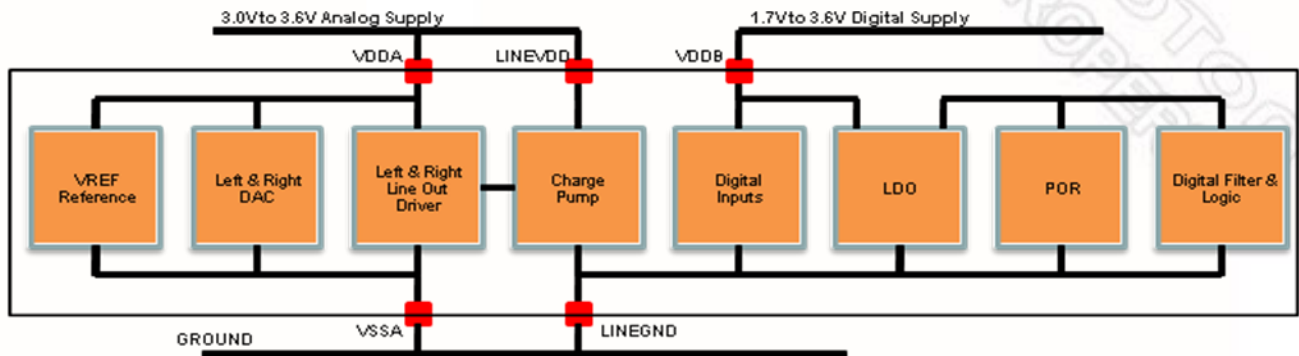 3.0Vto 3.6V Analog Supply
1.7Vto 3.6V Digital Supply
VDDA
LINEVDD
VDDB
VREF
Reference
Left & Right
DAC
Left & Right
Line Out
Driver
Charge
Pump
Digital
Inputs
LDO
POR
Digital Filter &
Logic
VSSA
LINEGND
GROUND